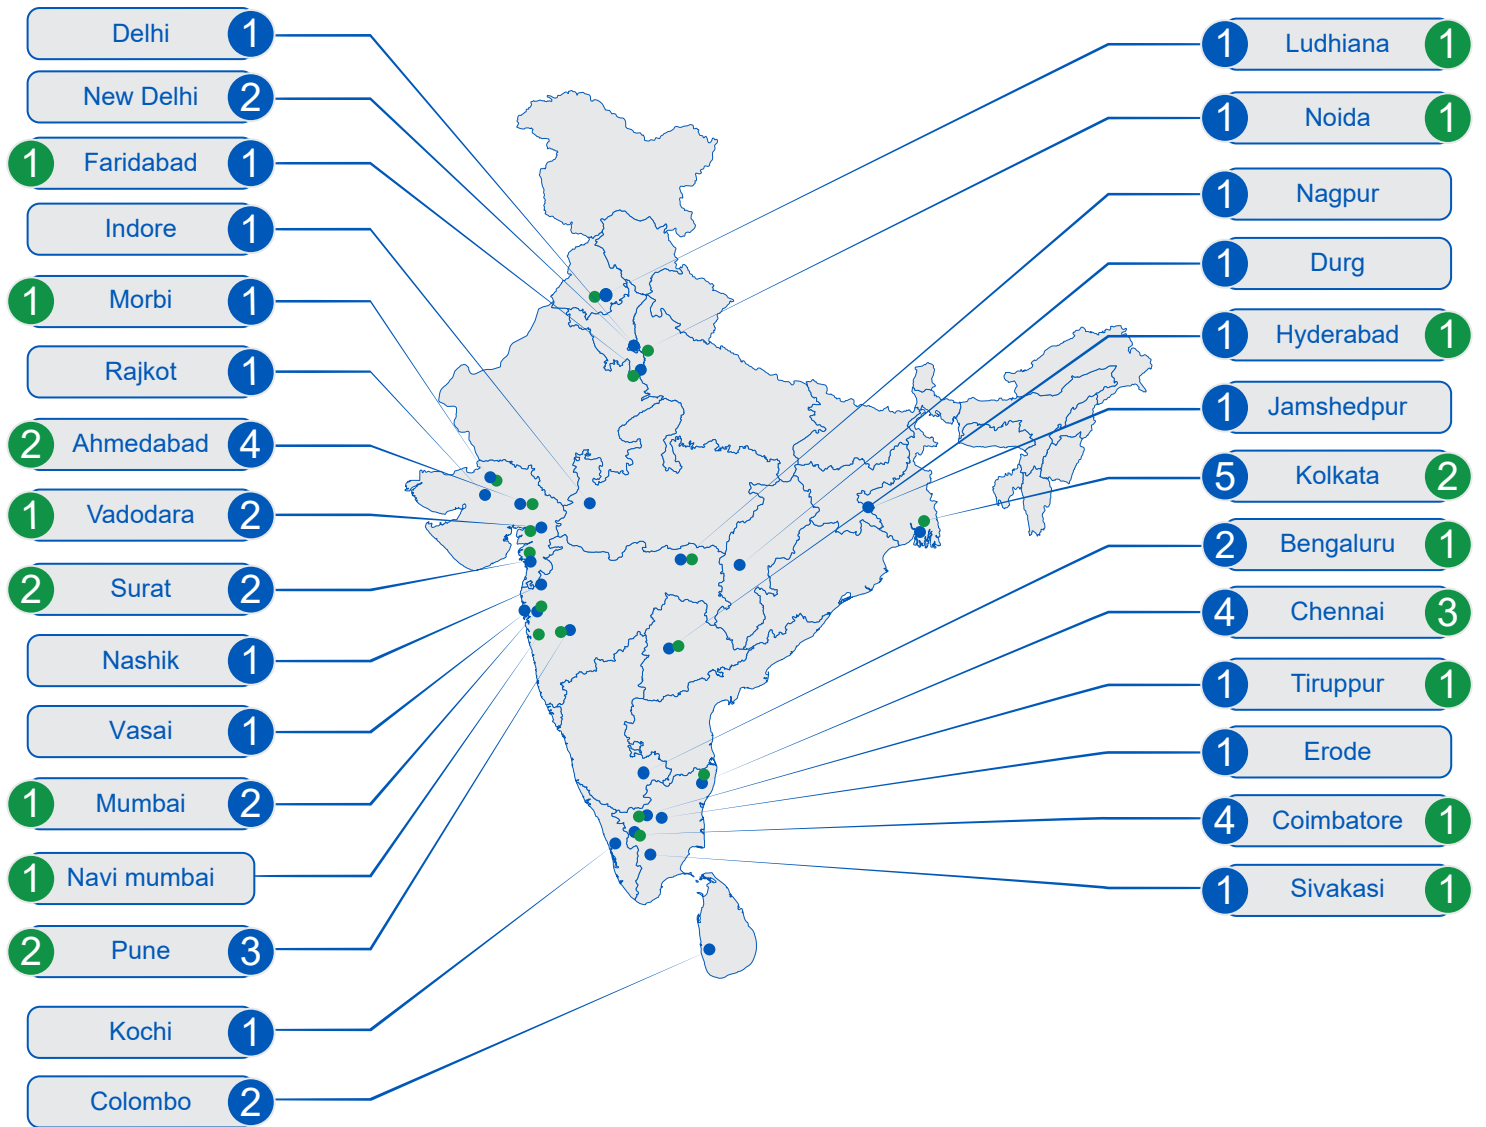 Delhi 1
New Delhi 2
1 Faridabad 1
Indore 1
1 Morbi 1
Rajkot 1
2 Ahmedabad 4
1 Vadodara 2
2 Surat 2
Nashik 1
Vasai 1
1 Mumbai 2
1 Navi mumbai
2 Pune 3
Kochi 1
Colombo 2
1 Ludhiana 1
1 Noida 1
1 Nagpur
1 Durg
1 Hyderabad 1
1 Jamshedpur
5 Kolkata 2
2 Bengaluru 1
4 Chennai 3
1 Tiruppur 1
1 Erode
4 Coimbatore 1
1 Sivakasi 1